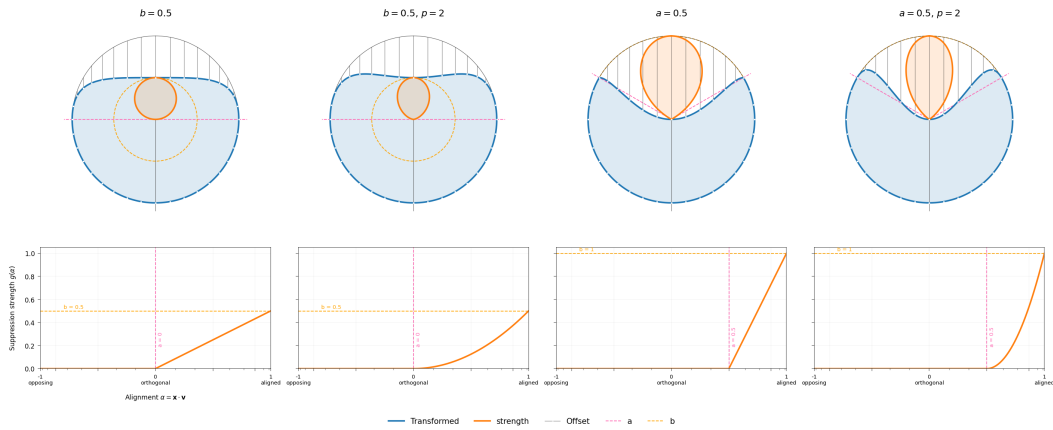 b = 0.5
b = 0.5, p = 2
a = 0.5
a = 0.5, p = 2
Suppression strength g(α)
1.0
0.8
0.6
0.4
0.2
0.0
b = 0.5
a = 0
b = 0.5
a = 0
b = 1
a = 0.5
b = 1
a = 0.5
-1 0 1
opposing orthogonal aligned
-1 0 1
opposing orthogonal aligned
-1 0 1
opposing orthogonal aligned
-1 0 1
opposing orthogonal aligned
Alignment α = x · v
Transformed strength Offset a b